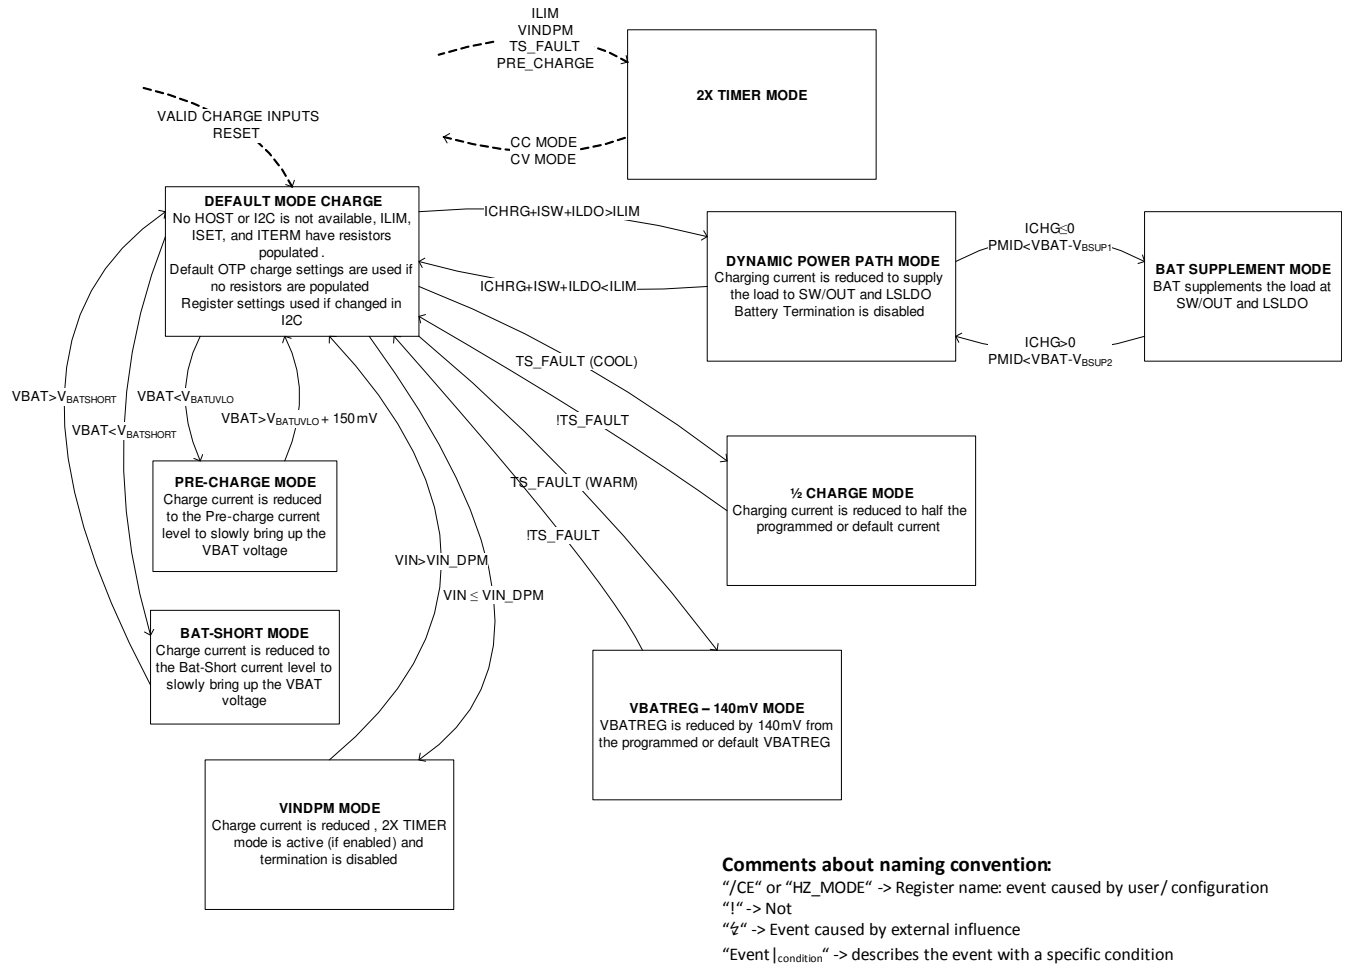 ILIM
VINDPM
TS_FAULT
PRE_CHARGE
2X TIMER MODE
VALID CHARGE INPUTS
RESET
CC MODE
CV MODE
DEFAULT MODE CHARGE
No HOST or I2C is not available, ILIM,
ISET, and ITERM have resistors
populated .
Default OTP charge settings are used if
no resistors are populated
Register settings used if changed in
I2C
ICHRG+ISW+ILDO>ILIM
ICHRG+ISW+ILDO<ILIM
DYNAMIC POWER PATH MODE
Charging current is reduced to supply
the load to SW/OUT and LSLDO
Battery Termination is disabled
ICHG≤0
PMID<VBAT-VBSUP1
ICHG>0
PMID<VBAT-VBSUP2
BAT SUPPLEMENT MODE
BAT supplements the load at
SW/OUT and LSLDO
TS_FAULT (COOL)
!TS_FAULT
VBAT>VBATSHORT
VBAT<VBATSHORT
VBAT<VBATUVLO
VBAT>VBATUVLO + 150mV
PRE-CHARGE MODE
Charge current is reduced
to the Pre-charge current
level to slowly bring up the
VBAT voltage
TS_FAULT (WARM)
!TS_FAULT
½ CHARGE MODE
Charging current is reduced to half the
programmed or default current
VIN>VIN_DPM
VIN ≤ VIN_DPM
BAT-SHORT MODE
Charge current is reduced to
the Bat-Short current level to
slowly bring up the VBAT
voltage
VBATREG – 140mV MODE
VBATREG is reduced by 140mV from
the programmed or default VBATREG
VINDPM MODE
Charge current is reduced , 2X TIMER
mode is active (if enabled) and
termination is disabled
Comments about naming convention:
“/CE“ or “HZ_MODE“ -> Register name: event caused by user/ configuration
“!“ -> Not
“↯“ -> Event caused by external influence
“Event|condition“ -> describes the event with a specific condition